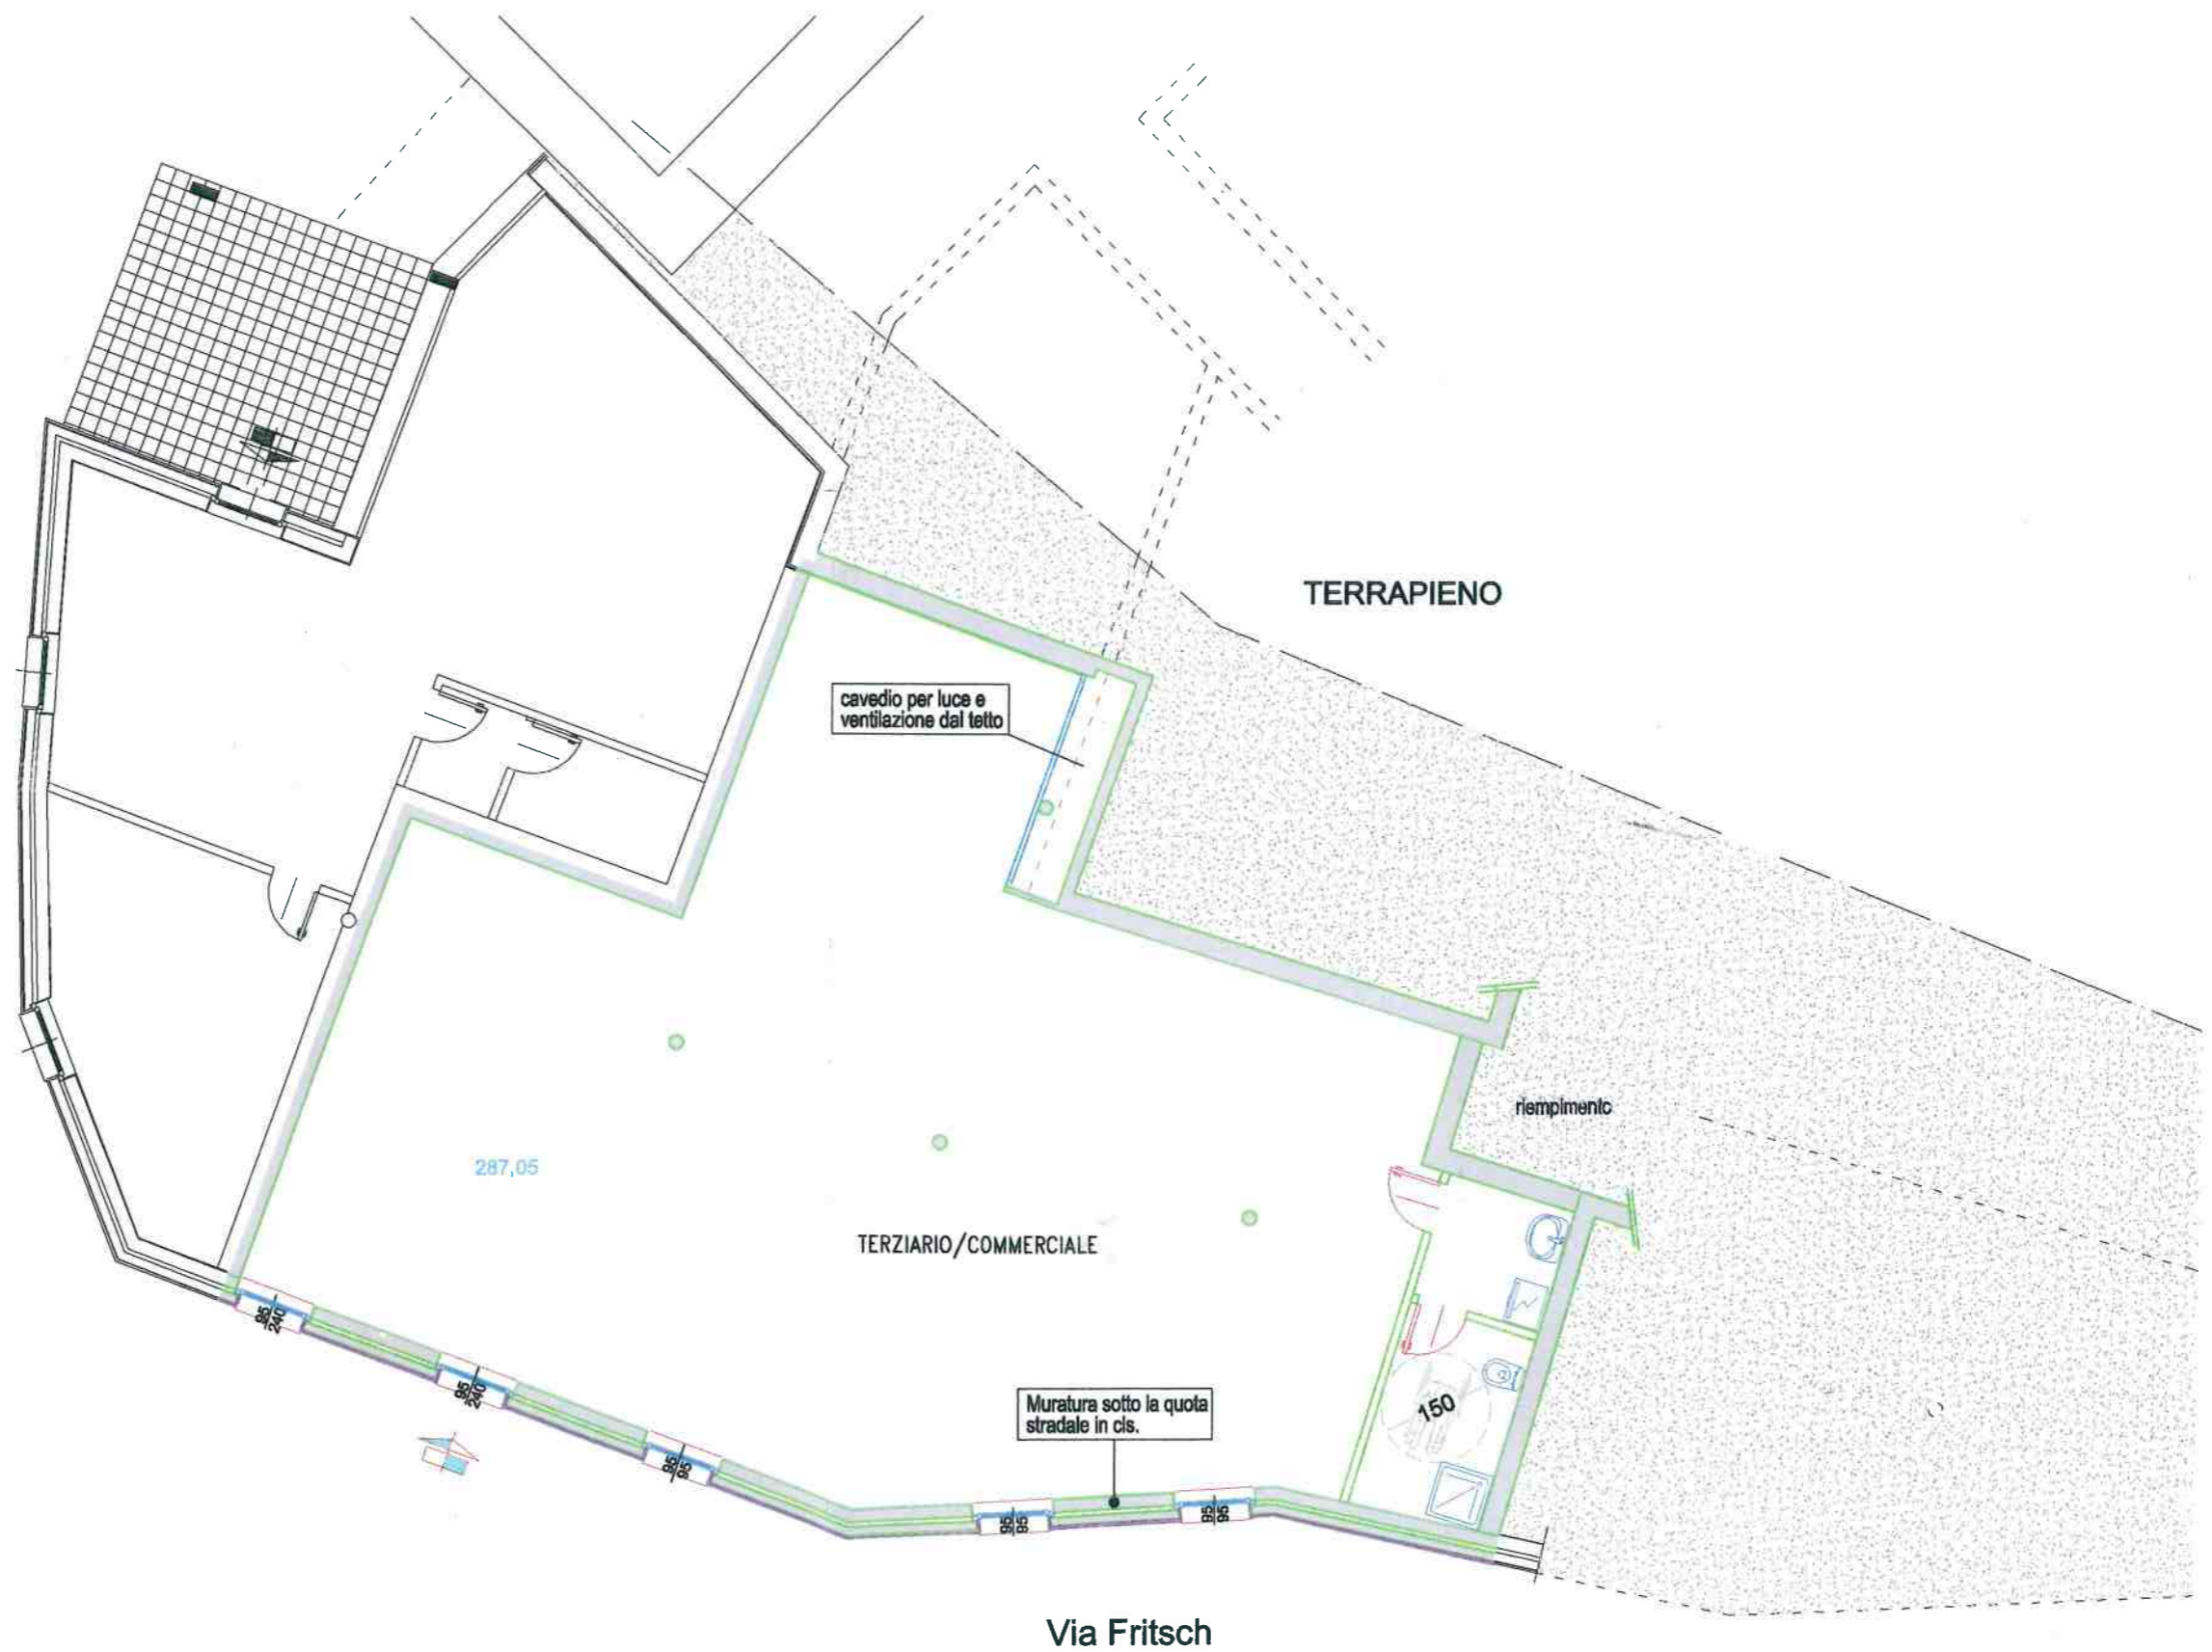 TERRAPIENO
cavedio per luce e
ventilazione dal tetto
riempimento
287,05
TERZIARIO/COMMERCIALE
95
240
95
240
95
95
Muratura sotto la quota
stradale in cls.
150
95
95
95
95
Via Fritsch